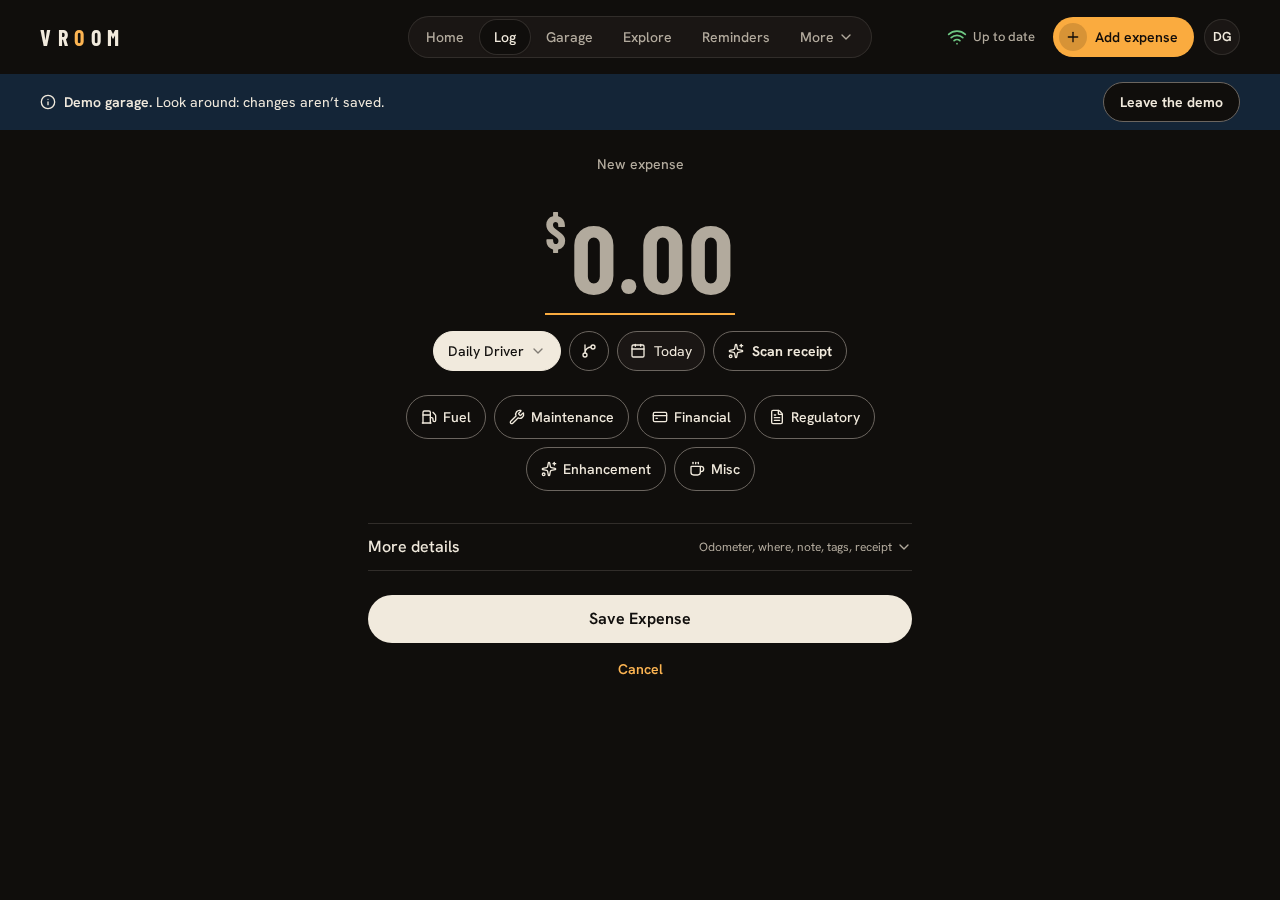 VROOM
Home Log Garage Explore Reminders More
Up to date
Add expense
DG
Demo garage. Look around: changes aren’t saved.
Leave the demo
New expense
$0.00
Daily Driver
Today
Scan receipt
Fuel Maintenance Financial Regulatory
Enhancement Misc
More details
Odometer, where, note, tags, receipt
Save Expense
Cancel